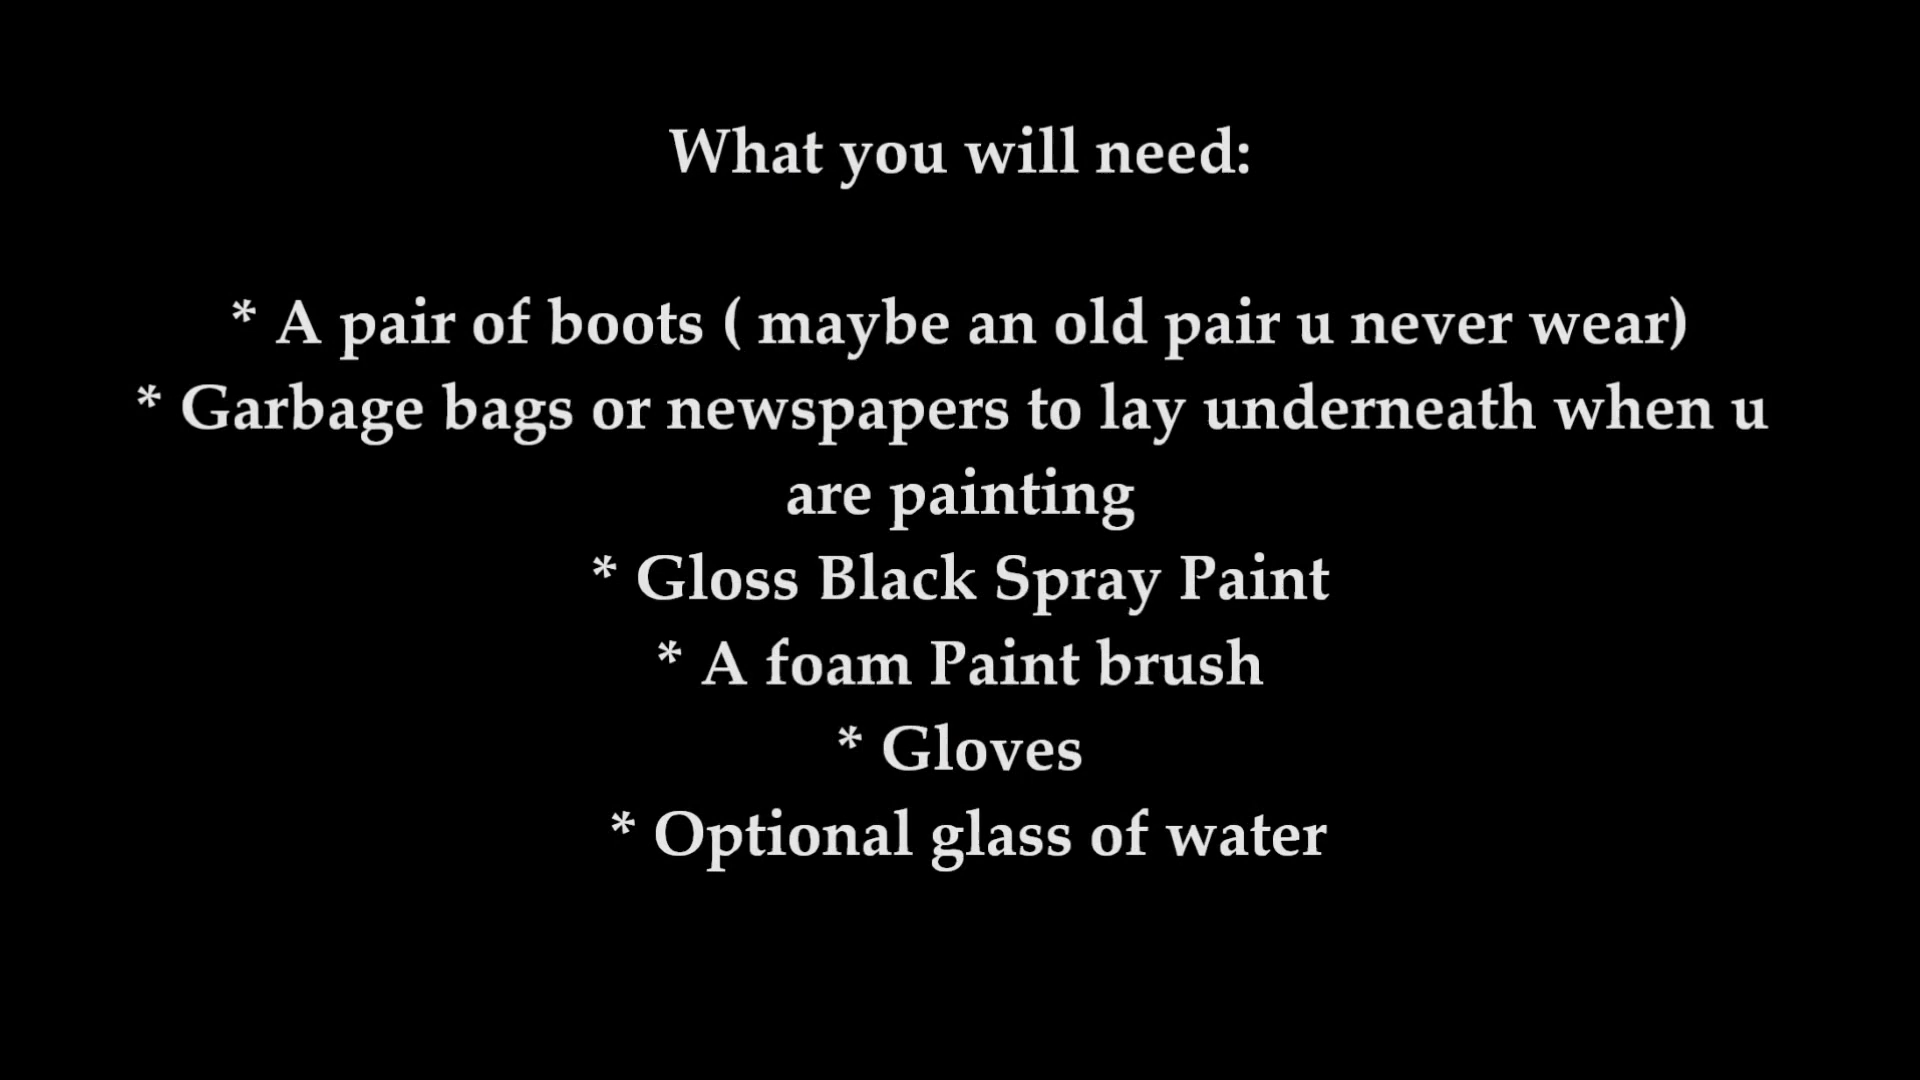 What you will need:
* A pair of boots ( maybe an old pair u never wear)
* Garbage bags or newspapers to lay underneath when u
are painting
* Gloss Black Spray Paint
* A foam Paint brush
* Gloves
* Optional glass of water